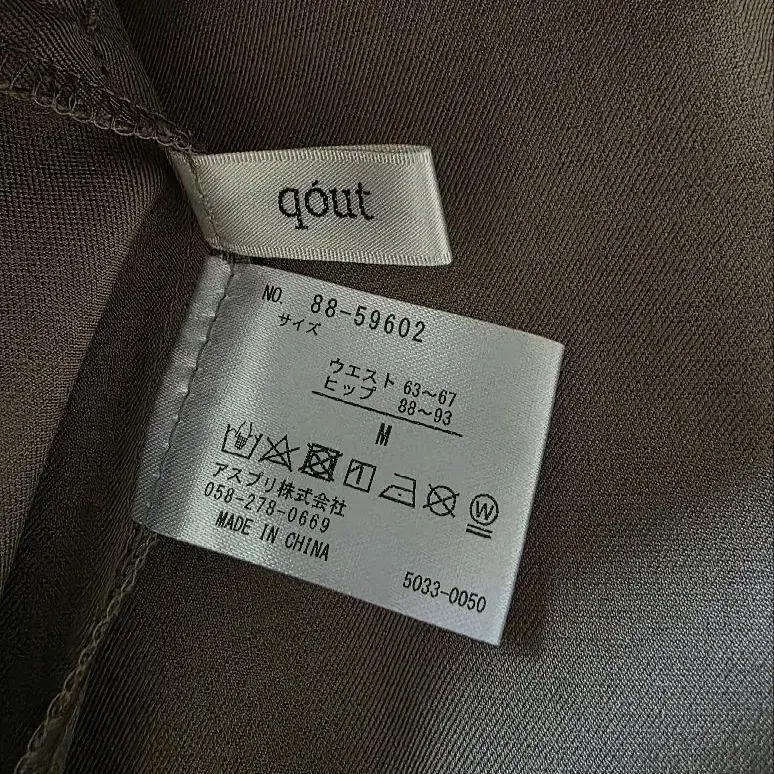 qóut
NO. 88-59602
サイズ
ウエスト 63～67
ヒップ 88～93
M
W
アスプリ株式会社
058-278-0669
MADE IN CHINA
5033-0050